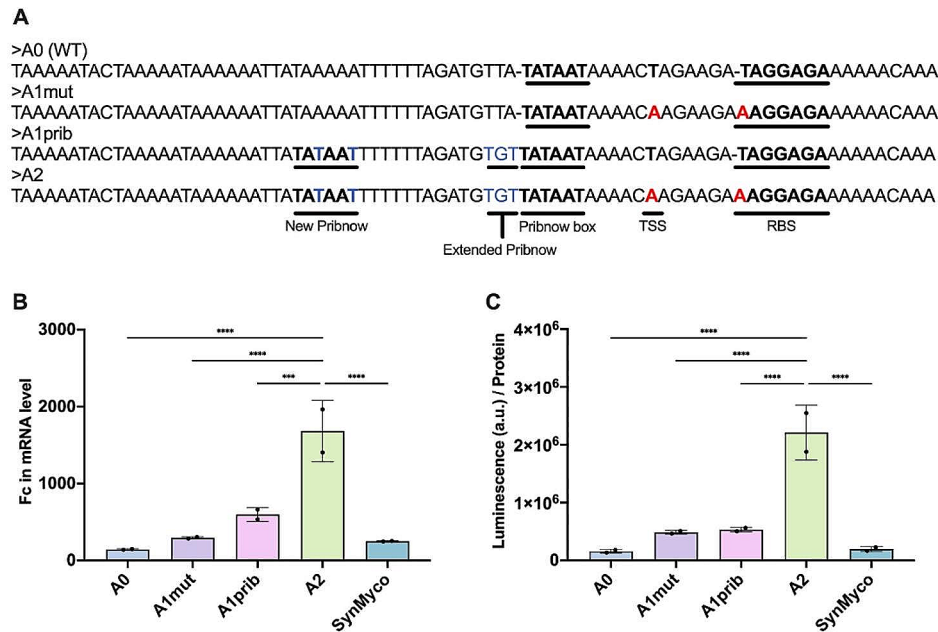 A
>A0 (WT)
TAAAAATACTAAAAATAAAAAATTATAAAAATTTTTTAGATGTTA-TATAATAAAACTAGAAGA-TAGGAGAAAAAACAAA
>A1mut
TAAAAATACTAAAAATAAAAAATTATAAAAATTTTTTAGATGTTA-TATAATAAAACAAGAAGAAAGGAGAAAAAACAAA
>A1prib
TAAAAATACTAAAAATAAAAAATTATATAATTTTTTTAGATGTGTTATAATAAAACTAGAAGA-TAGGAGAAAAAACAAA
>A2
TAAAAATACTAAAAATAAAAAATTATATAATTTTTTTAGATGTGTTATAATAAAACAAGAAGAAAGGAGAAAAAACAAA
New Pribnow
Extended Pribnow
Pribnow box
TSS
RBS
B
Fc in mRNA level
3000
2000
1000
0
****
****
***
****
A0
A1mut
A1prib
A2
SynMyco
C
Luminescence (a.u.) / Protein
4×10⁶
3×10⁶
2×10⁶
1×10⁶
0
****
****
****
****
A0
A1mut
A1prib
A2
SynMyco